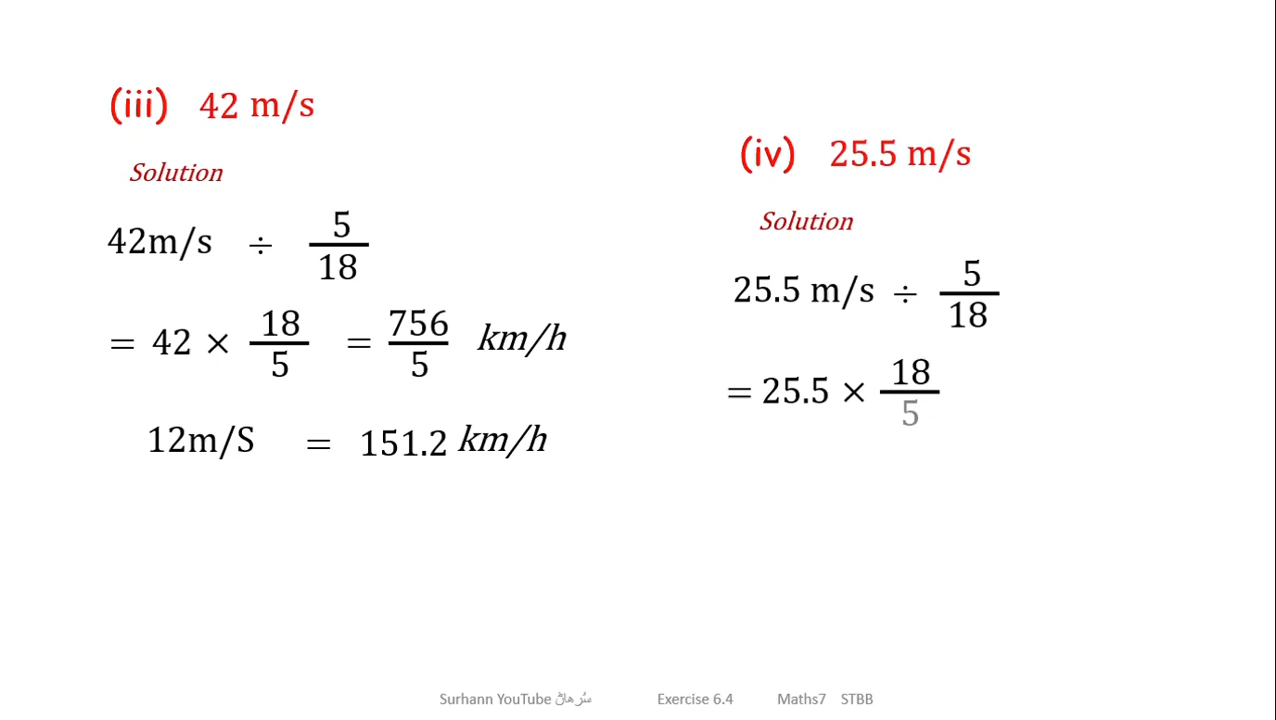 (iii) 42 m/s
Solution
42m/s ÷ 5/18
= 42 × 18/5 = 756/5 km/h
12m/S = 151.2 km/h
(iv) 25.5 m/s
Solution
25.5 m/s ÷ 5/18
= 25.5 × 18/5
Surhann YouTube سُرهاڻ Exercise 6.4 Maths7 STBB